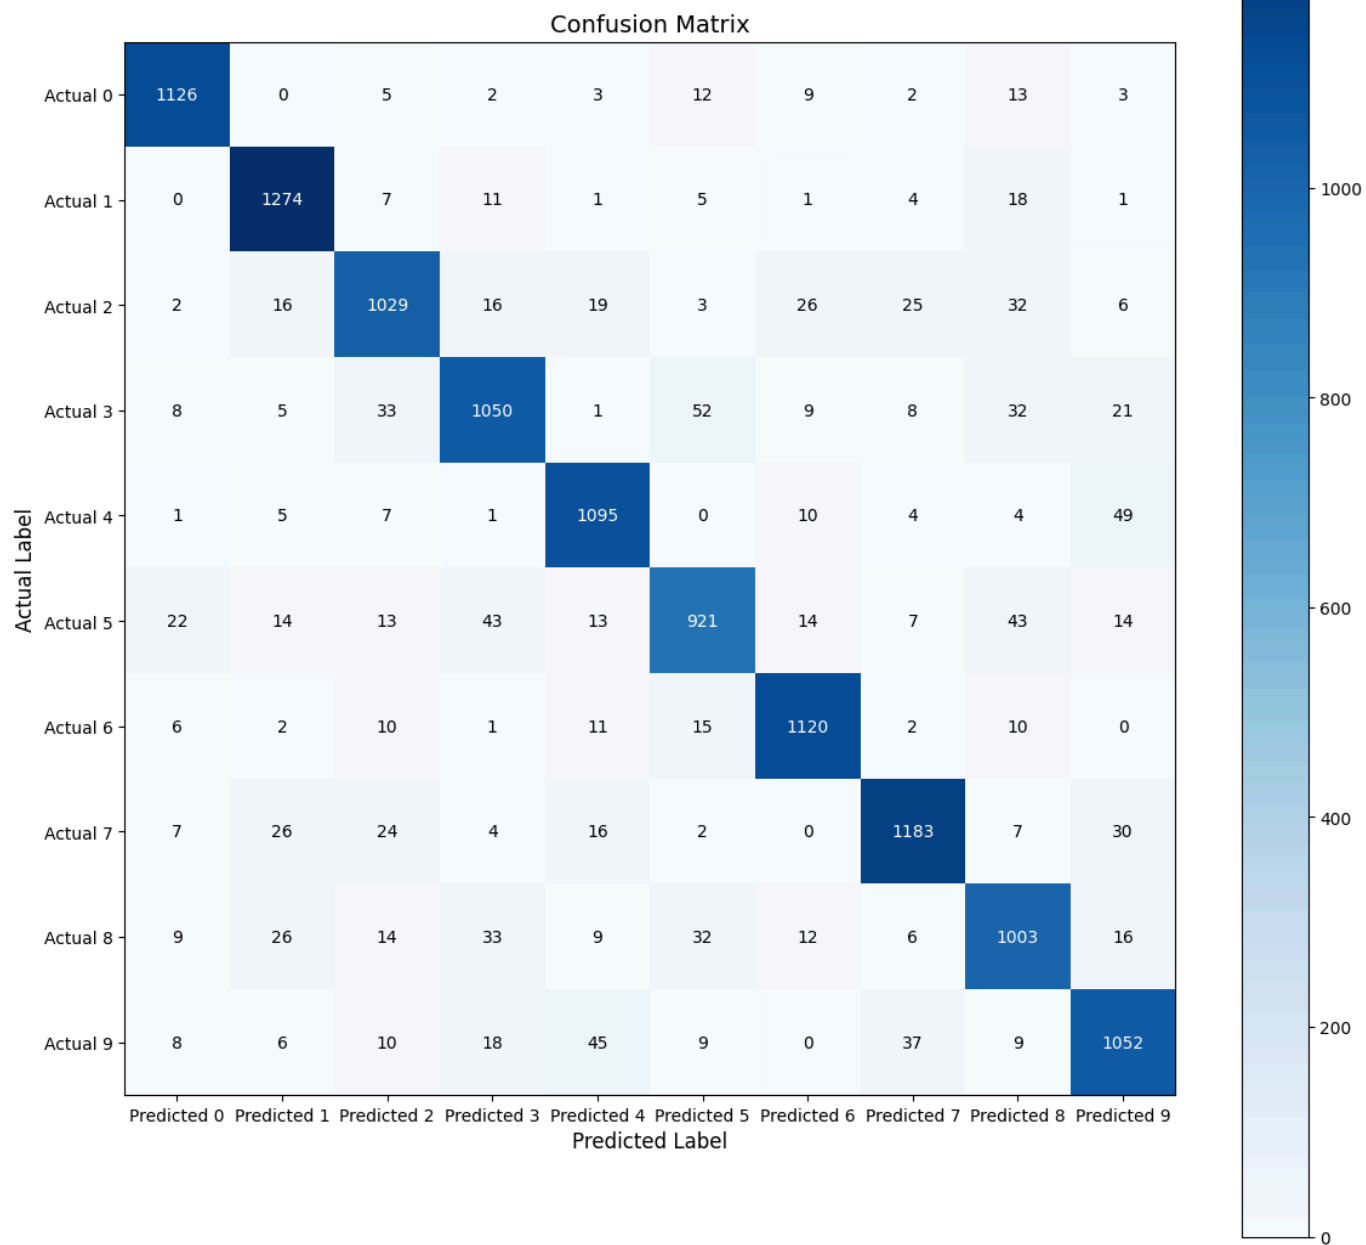 Confusion Matrix
Actual 0 1126 0 5 2 3 12 9 2 13 3
Actual 1 0 1274 7 11 1 5 1 4 18 1
1000
Actual 2 2 16 1029 16 19 3 26 25 32 6
800
Actual 3 8 5 33 1050 1 52 9 8 32 21
Actual 4 1 5 7 1 1095 0 10 4 4 49
Actual Label
600
Actual 5 22 14 13 43 13 921 14 7 43 14
Actual 6 6 2 10 1 11 15 1120 2 10 0
400
Actual 7 7 26 24 4 16 2 0 1183 7 30
Actual 8 9 26 14 33 9 32 12 6 1003 16
200
Actual 9 8 6 10 18 45 9 0 37 9 1052
Predicted 0 Predicted 1 Predicted 2 Predicted 3 Predicted 4 Predicted 5 Predicted 6 Predicted 7 Predicted 8 Predicted 9
Predicted Label
0